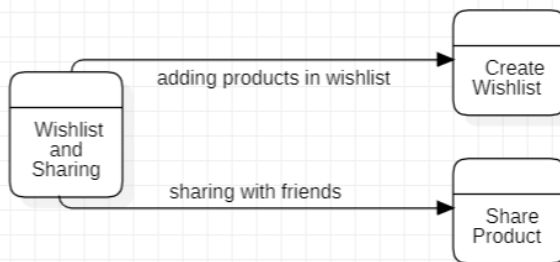 adding products in wishlist
Create
Wishlist
Wishlist
and
Sharing
sharing with friends
Share
Product